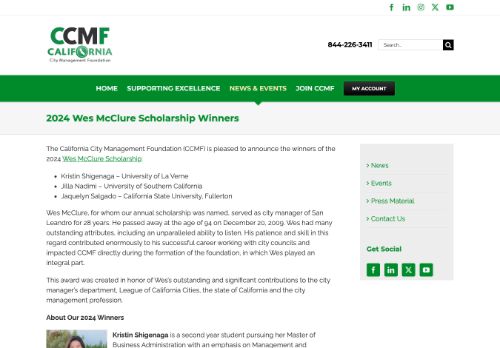 CCMF
CALIFORNIA
City Management Foundation
844-226-3411
Search...
HOME SUPPORTING EXCELLENCE NEWS & EVENTS JOIN CCMF MY ACCOUNT
2024 Wes McClure Scholarship Winners
The California City Management Foundation (CCMF) is pleased to announce the winners of the
2024 Wes McClure Scholarship:
• Kristin Shigenaga – University of La Verne
• Jilla Nadimi – University of Southern California
• Jaquelyn Salgado – California State University, Fullerton
Wes McClure, for whom our annual scholarship was named, served as city manager of San
Leandro for 28 years. He passed away at the age of 94 on December 20, 2009. Wes had many
outstanding attributes, including an unparalleled ability to listen. His patience and skill in this
regard contributed enormously to his successful career working with city councils and
impacted CCMF directly during the formation of the foundation, in which Wes played an
integral part.
This award was created in honor of Wes's outstanding and significant contributions to the city
manager's department, League of California Cities, the state of California and the city
management profession.
About Our 2024 Winners
Kristin Shigenaga is a second year student pursuing her Master of
Business Administration with an emphasis on Management and
> News
> Events
> Press Material
> Contact Us
Get Social